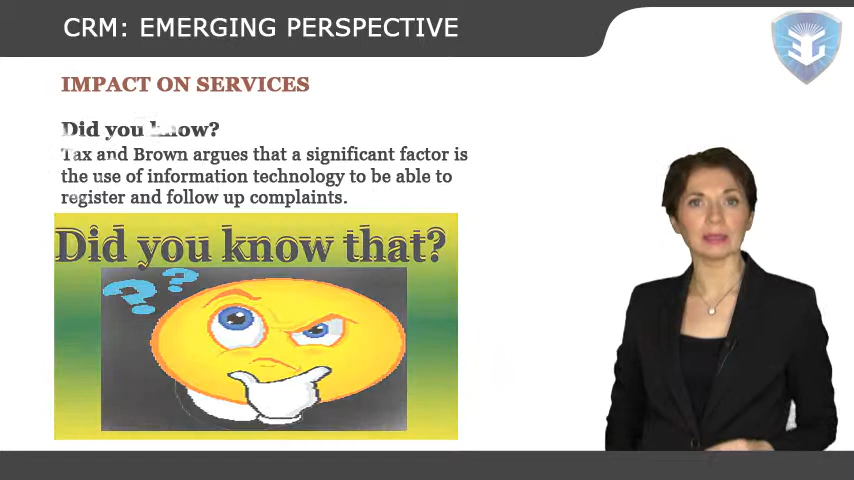 CRM: EMERGING PERSPECTIVE
IMPACT ON SERVICES
Did you know?
Tax and Brown argues that a significant factor is
the use of information technology to be able to
register and follow up complaints.
Did you know that?
??